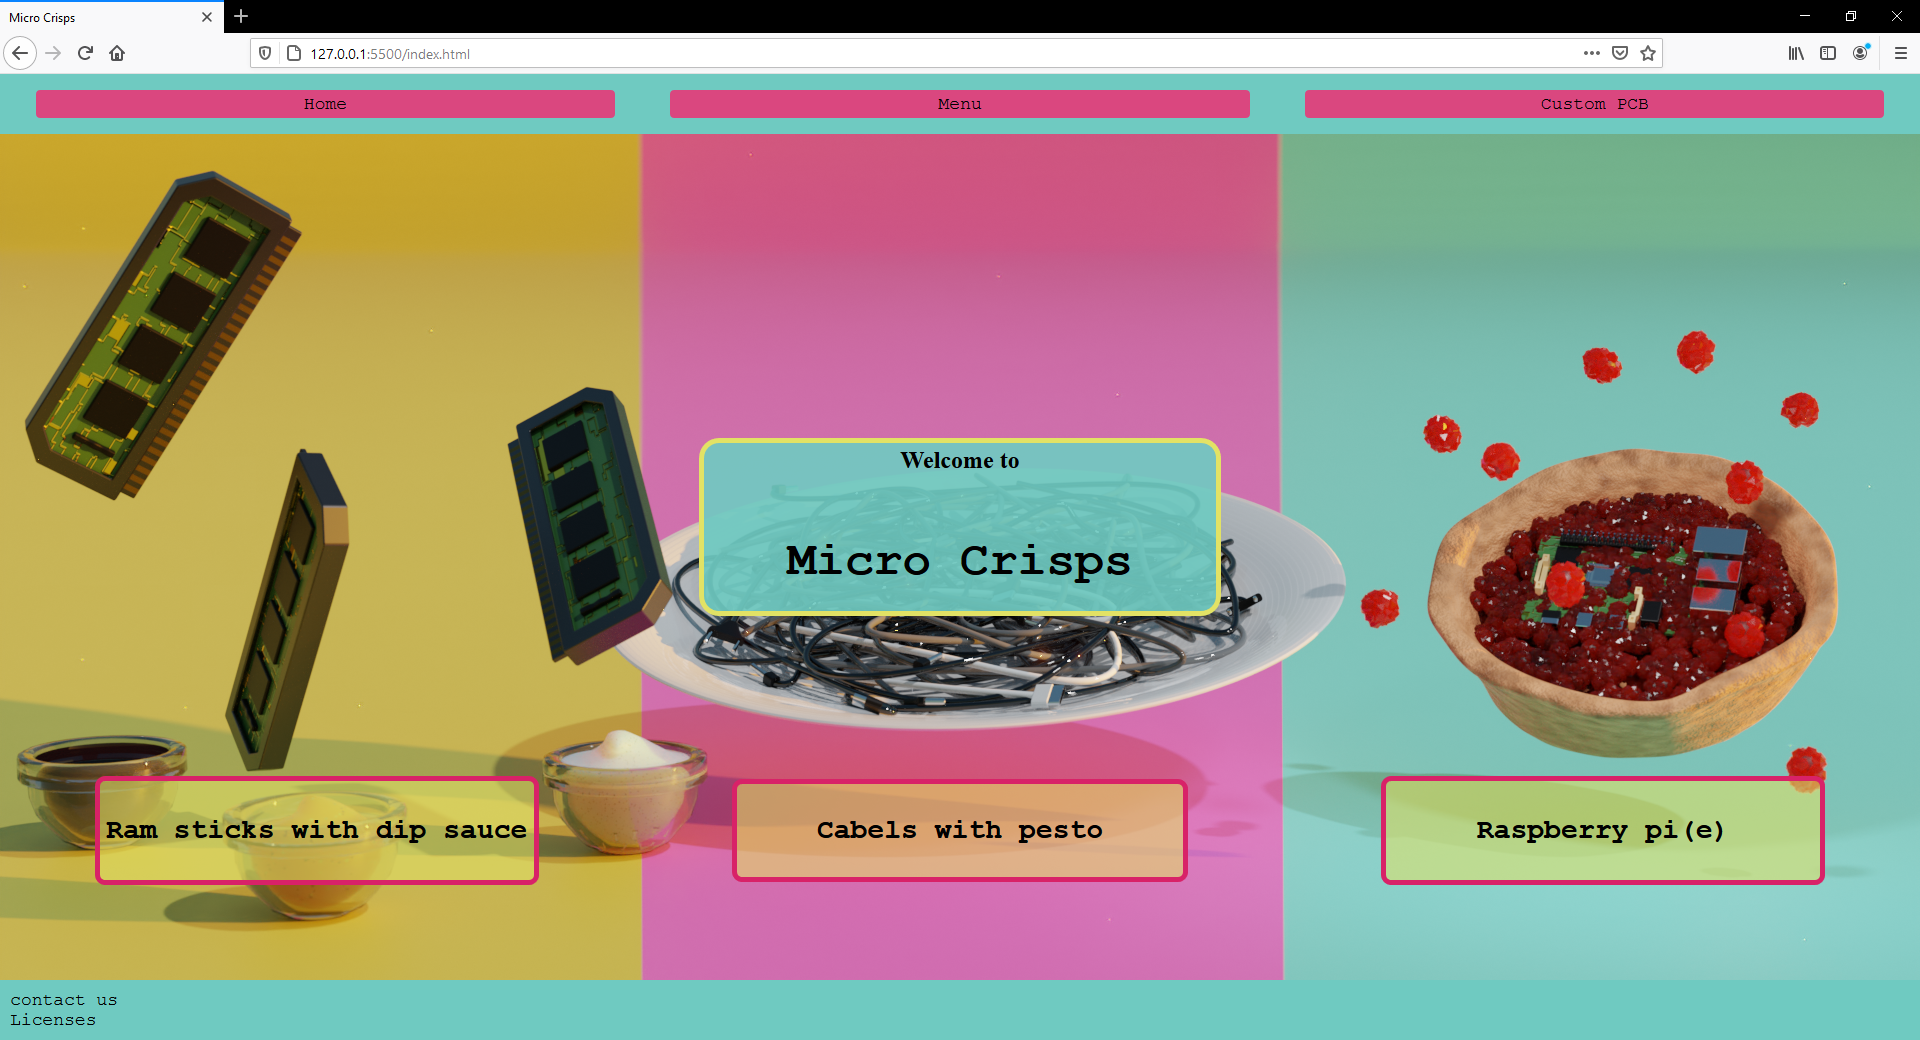 Micro Crisps
127.0.0.1:5500/index.html
Home
Menu
Custom PCB
Welcome to
Micro Crisps
Ram sticks with dip sauce
Cabels with pesto
Raspberry pi(e)
contact us
Licenses